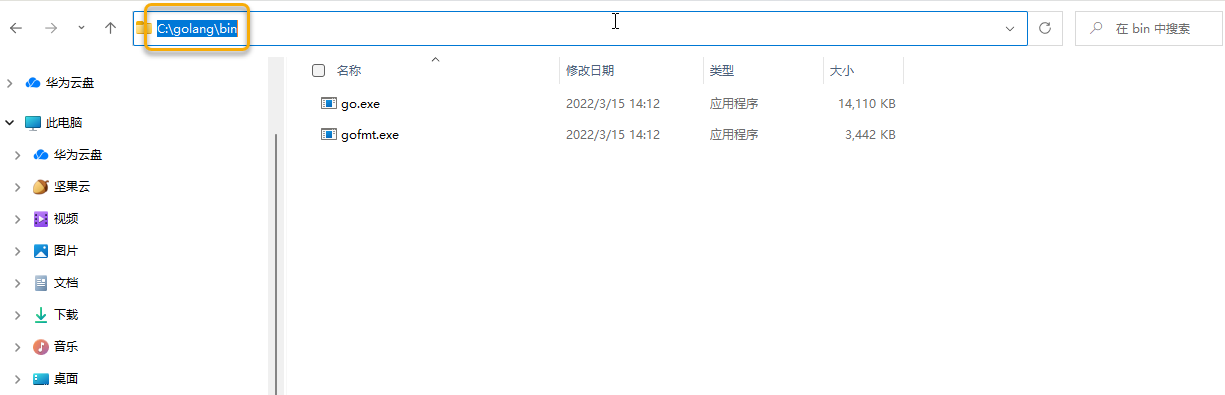 C:\golang\bin
在 bin 中搜索
华为云盘
此电脑
华为云盘
坚果云
视频
图片
文档
下载
音乐
桌面
名称 修改日期 类型 大小
go.exe 2022/3/15 14:12 应用程序 14,110 KB
gofmt.exe 2022/3/15 14:12 应用程序 3,442 KB